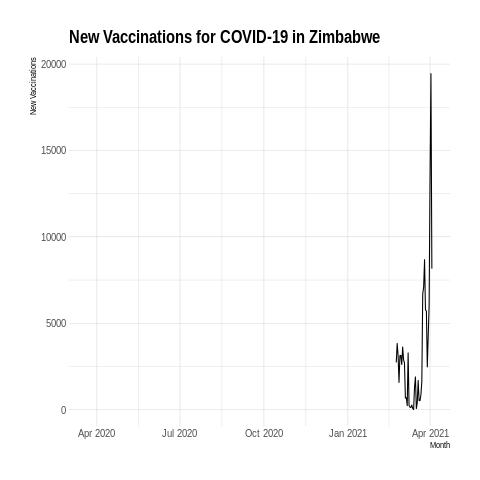 New Vaccinations for COVID-19 in Zimbabwe
New Vaccinations
20000
15000
10000
5000
0
Apr 2020 Jul 2020 Oct 2020 Jan 2021 Apr 2021
Month